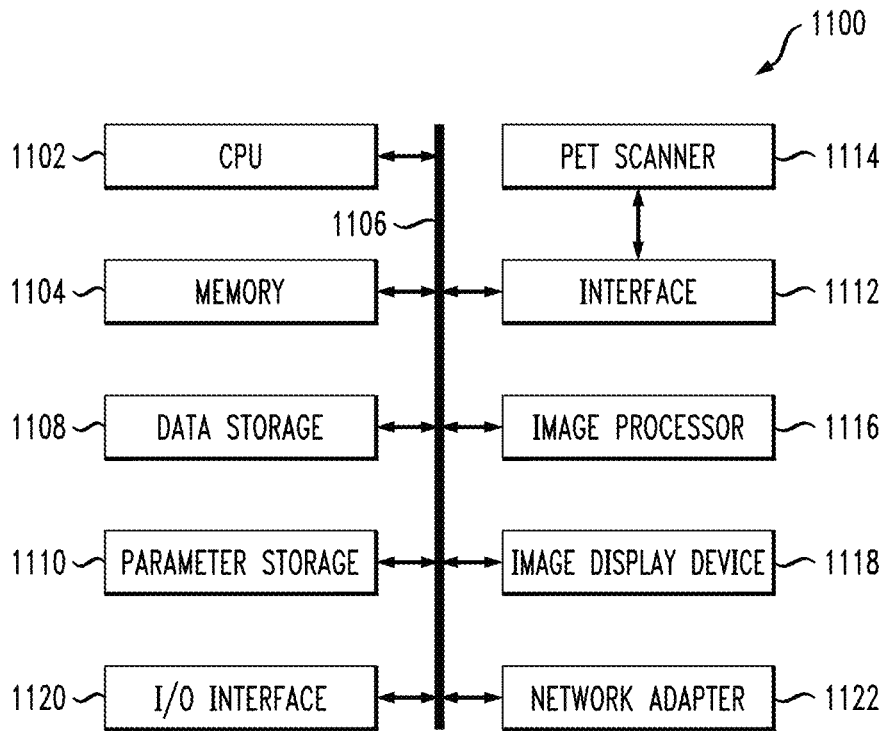 1100
1102 CPU
PET SCANNER 1114
1106
1104 MEMORY
INTERFACE 1112
1108 DATA STORAGE
IMAGE PROCESSOR 1116
1110 PARAMETER STORAGE
IMAGE DISPLAY DEVICE 1118
1120 I/O INTERFACE
NETWORK ADAPTER 1122